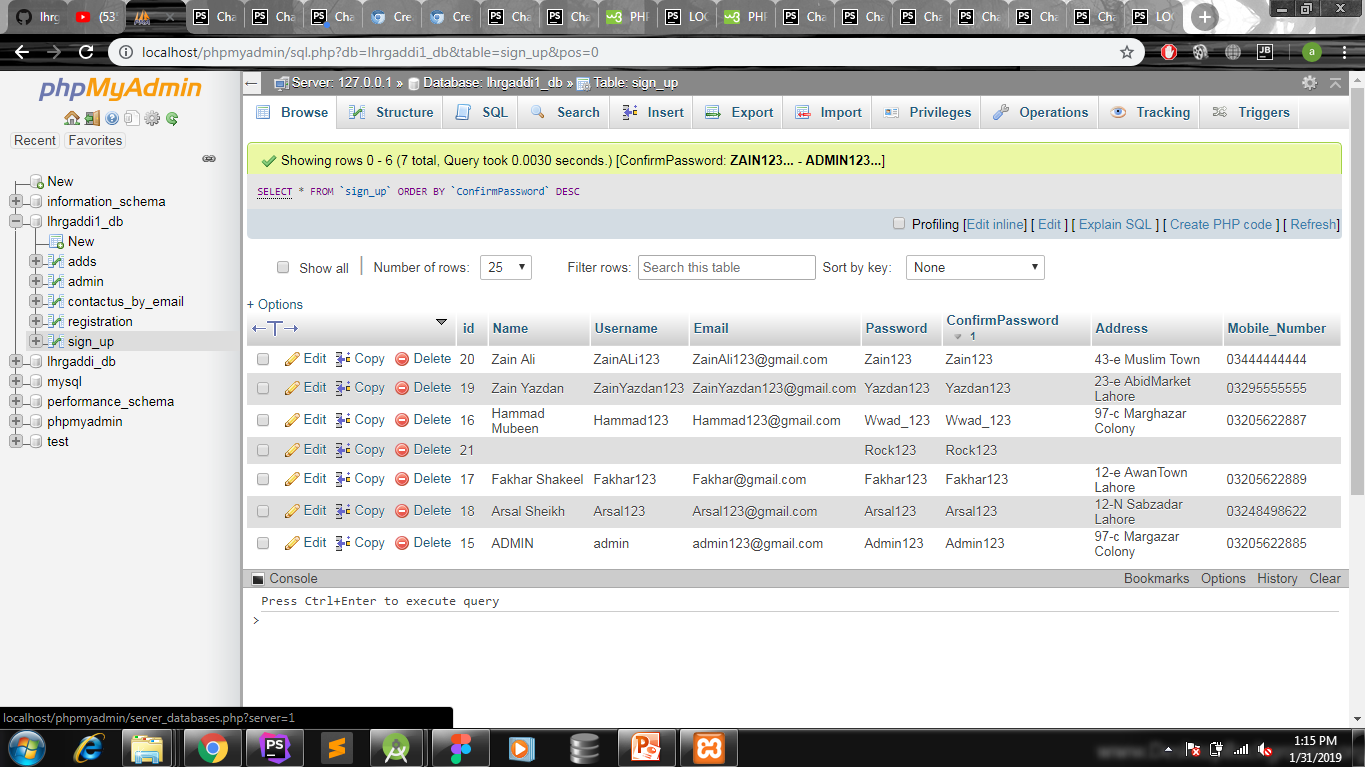 lhrg (53 Cha Cha Cha Cre Cre Cha Cha PHP LOC PHP Cha Cha Cha Cha Cha Cha LOC
localhost/phpmyadmin/sql.php?db=lhrgaddi1_db&table=sign_up&pos=0
phpMyAdmin
Recent Favorites
New
information_schema
lhrgaddi1_db
New
adds
admin
contactus_by_email
registration
sign_up
lhrgaddi_db
mysql
performance_schema
phpmyadmin
test
Server: 127.0.0.1 » Database: lhrgaddi1_db » Table: sign_up
Browse Structure SQL Search Insert Export Import Privileges Operations Tracking Triggers
Showing rows 0 - 6 (7 total, Query took 0.0030 seconds.) [ConfirmPassword: ZAIN123... - ADMIN123...]
SELECT * FROM `sign_up` ORDER BY `ConfirmPassword` DESC
Profiling [Edit inline] [ Edit ] [ Explain SQL ] [ Create PHP code ] [ Refresh]
Show all Number of rows: 25 Filter rows: Search this table Sort by key: None
+ Options
id Name Username Email Password ConfirmPassword 1 Address Mobile_Number
Edit Copy Delete 20 Zain Ali ZainALi123 ZainAli123@gmail.com Zain123 Zain123 43-e Muslim Town 03444444444
Edit Copy Delete 19 Zain Yazdan ZainYazdan123 ZainYazdan123@gmail.com Yazdan123 Yazdan123 23-e AbidMarket Lahore 03295555555
Edit Copy Delete 16 Hammad Mubeen Hammad123 Hammad123@gmail.com Wwad_123 Wwad_123 97-c Marghazar Colony 03205622887
Edit Copy Delete 21 Rock123 Rock123
Edit Copy Delete 17 Fakhar Shakeel Fakhar123 Fakhar@gmail.com Fakhar123 Fakhar123 12-e AwanTown Lahore 03205622889
Edit Copy Delete 18 Arsal Sheikh Arsal123 Arsal123@gmail.com Arsal123 Arsal123 12-N Sabzadar Lahore 03248498622
Edit Copy Delete 15 ADMIN admin admin123@gmail.com Admin123 Admin123 97-c Margazar Colony 03205622885
Console Bookmarks Options History Clear
Press Ctrl+Enter to execute query
>
localhost/phpmyadmin/server_databases.php?server=1
1:15 PM
1/31/2019